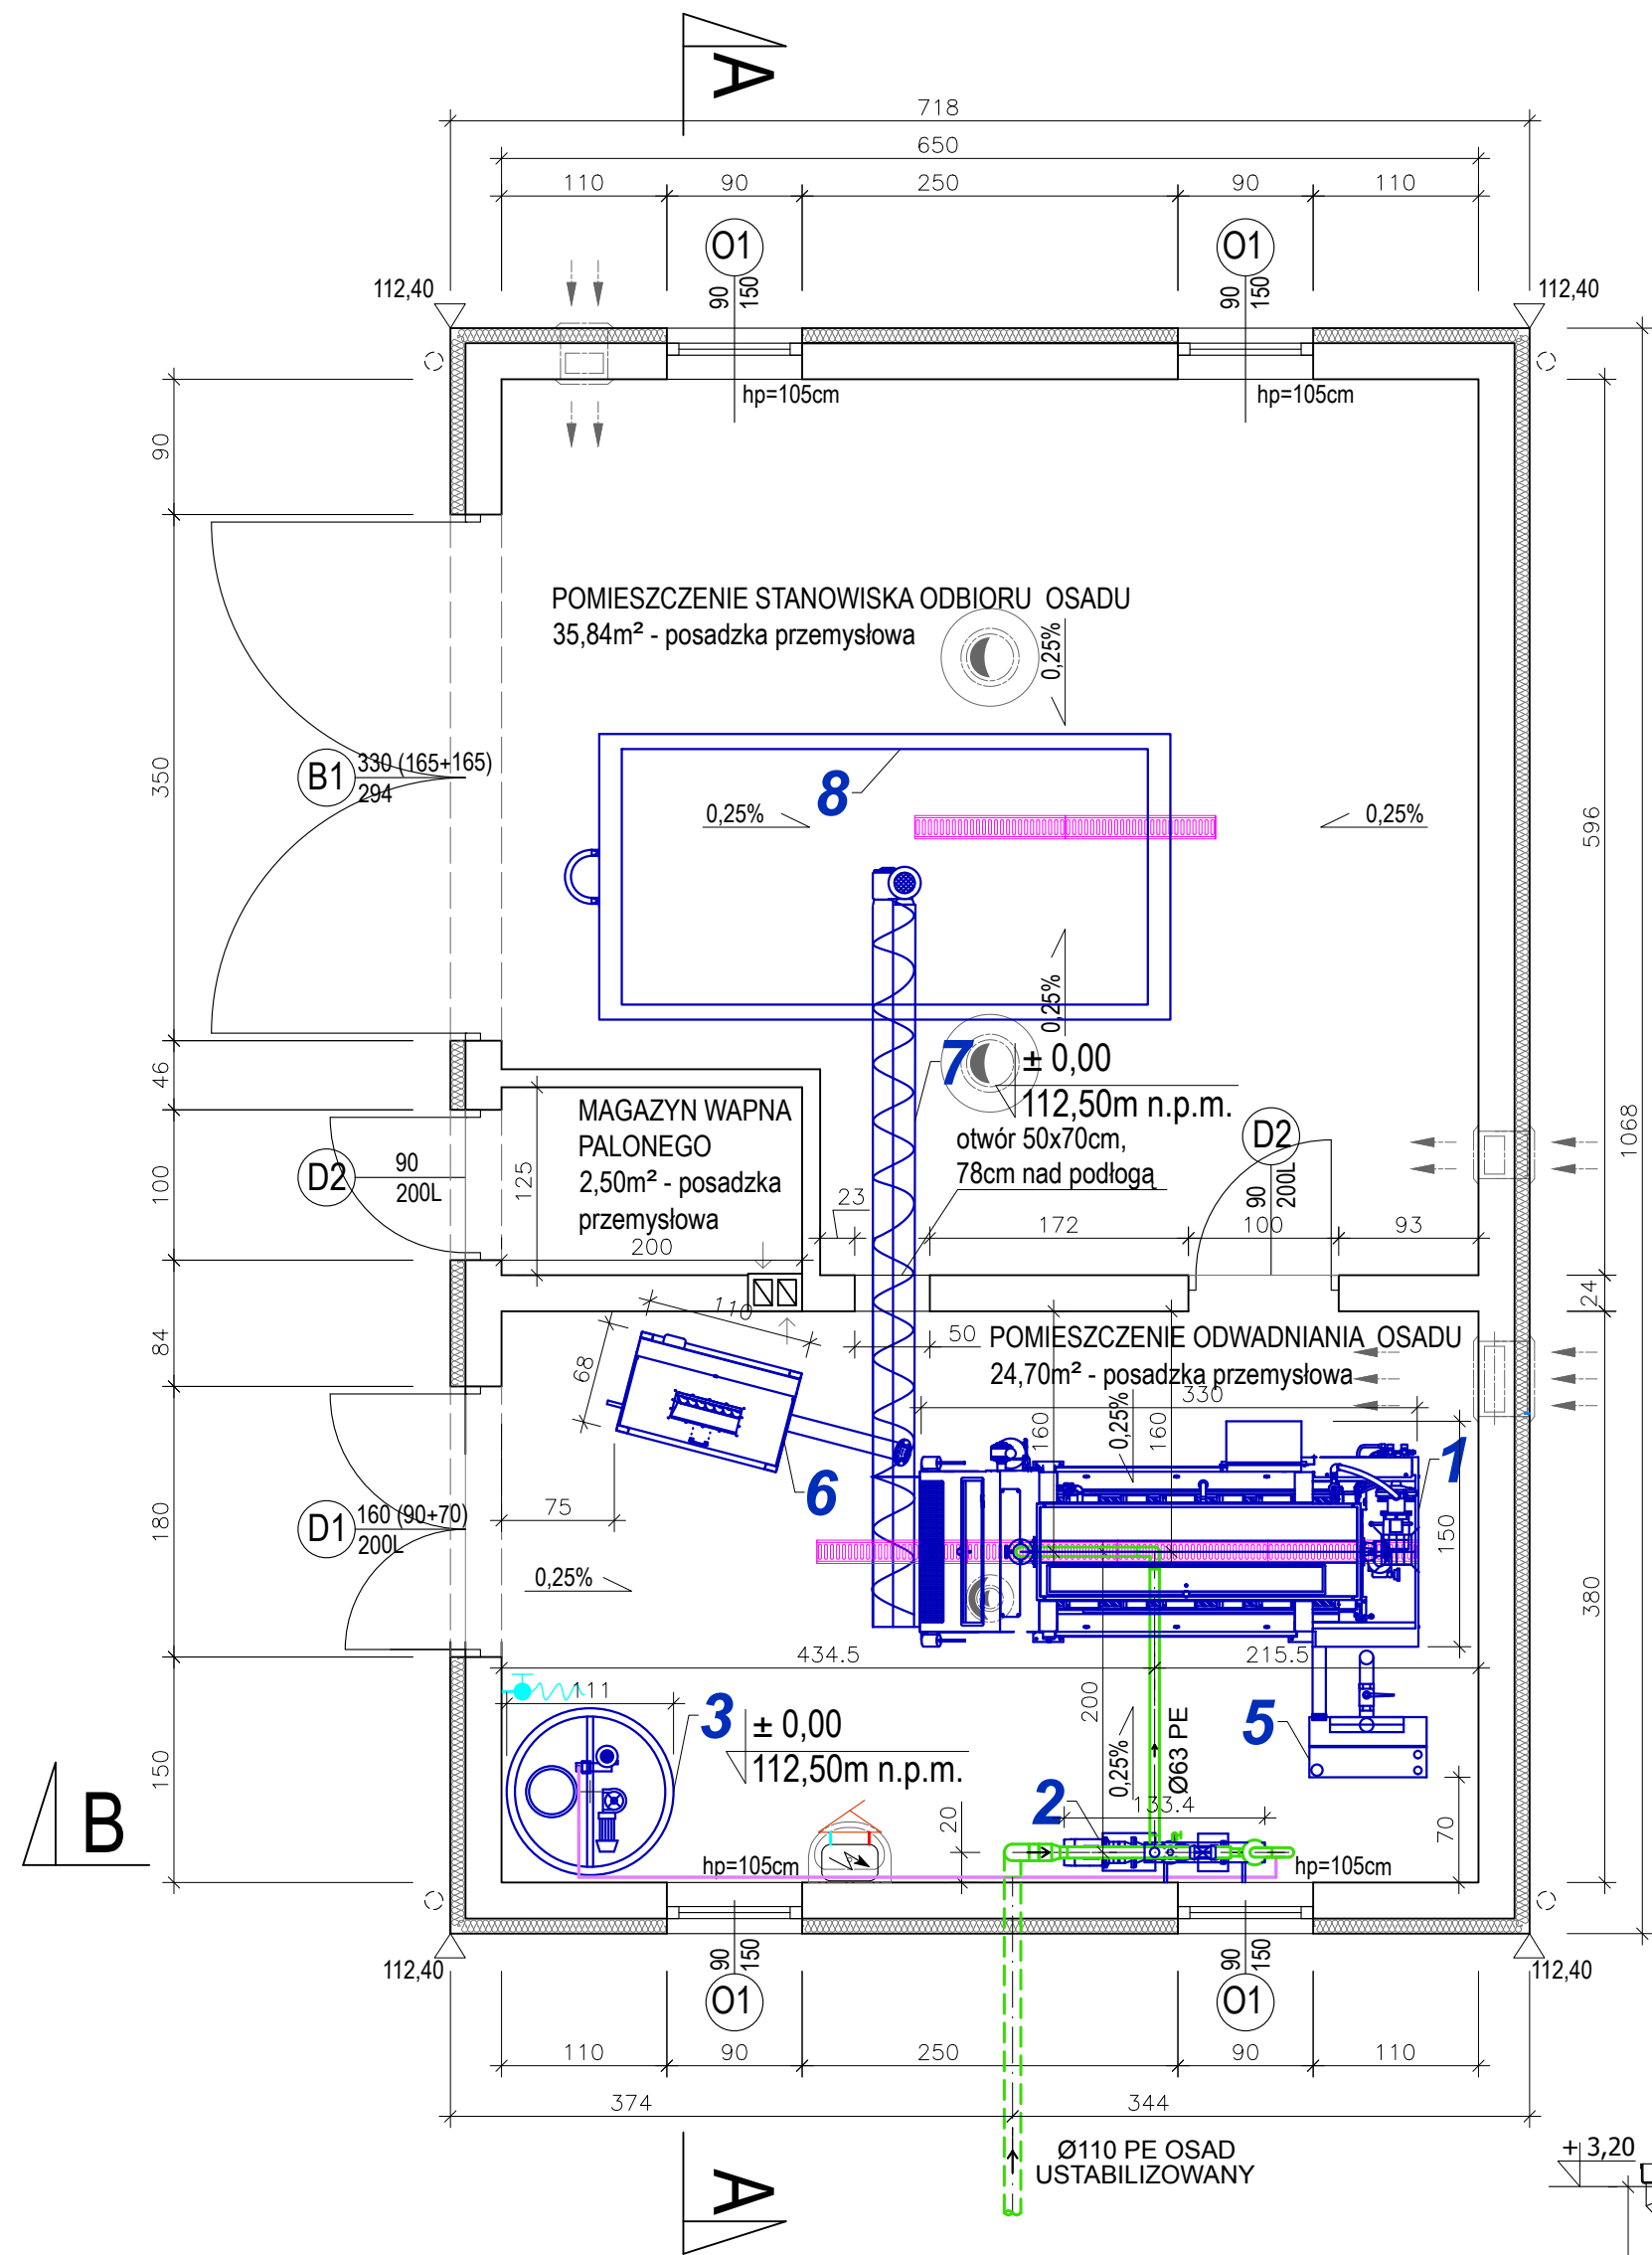 A
718
650
110
90
250
90
110
O1
90
150
O1
90
150
112,40
112,40
hp=105cm
hp=105cm
90
POMIESZCZENIE STANOWISKA ODBIORU OSADU
35,84m² - posadzka przemysłowa
0,25%
350
B1
330 (165+165)
294
8
0,25%
0,25%
596
0,25%
46
7
± 0,00
112,50m n.p.m.
1068
MAGAZYN WAPNA
PALONEGO
2,50m² - posadzka
przemysłowa
125
otwór 50x70cm,
78cm nad podłogą
D2
90
200L
100
D2
90
200L
23
172
100
93
200
24
110
84
68
50
POMIESZCZENIE ODWADNIANIA OSADU
24,70m² - posadzka przemysłowa
330
160
0,25%
160
1
6
75
150
180
D1
160 (90+70)
200L
0,25%
380
434.5
215.5
111
3
± 0,00
112,50m n.p.m.
200
0,25%
Ø63 PE
5
2
133.4
150
B
20
70
hp=105cm
hp=105cm
112,40
90
150
O1
90
150
O1
112,40
110
90
250
90
110
374
344
A
Ø110 PE OSAD
USTABILIZOWANY
+ 3,20